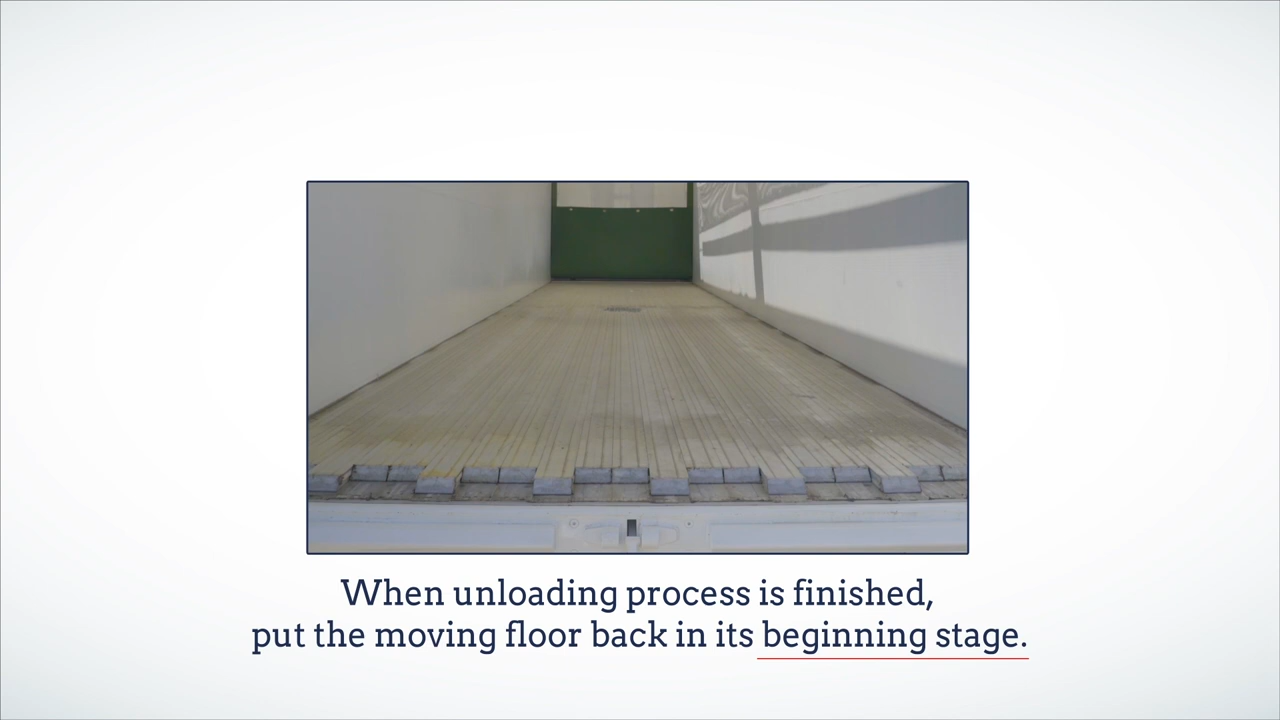 When unloading process is finished,
put the moving floor back in its beginning stage.